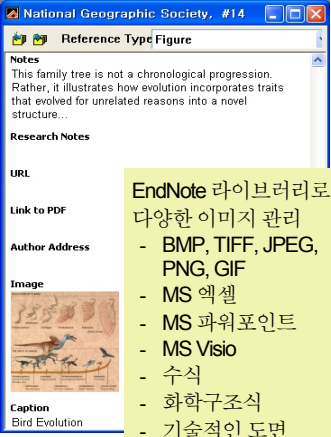 National Geographic Society, #14
Reference Type Figure
Notes
This family tree is not a chronological progression.
Rather, it illustrates how evolution incorporates traits
that evolved for unrelated reasons into a novel
structure...
Research Notes
URL
Link to PDF
Author Address
Image
Caption
Bird Evolution
EndNote 라이브러리로
다양한 이미지 관리
- BMP, TIFF, JPEG,
PNG, GIF
- MS 엑셀
- MS 파워포인트
- MS Visio
- 수식
- 화학구조식
- 기술적인 도면